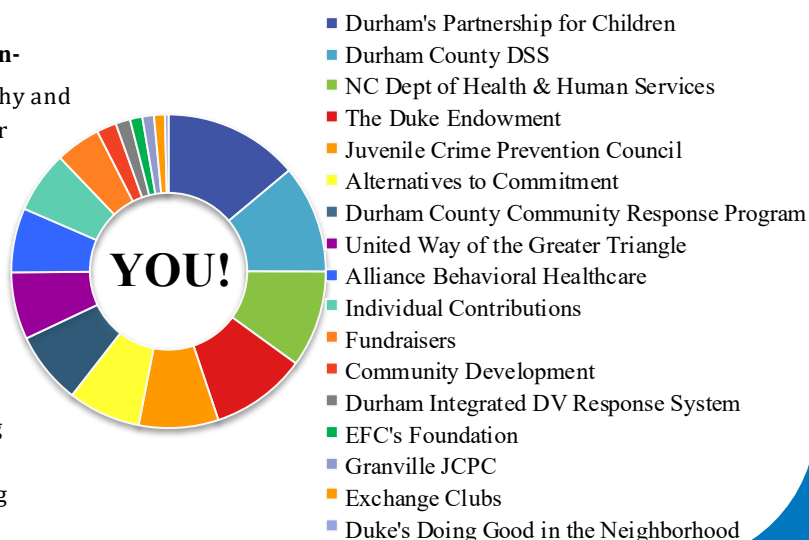 n-
hy and
r
g
g
YOU!
Durham's Partnership for Children
Durham County DSS
NC Dept of Health & Human Services
The Duke Endowment
Juvenile Crime Prevention Council
Alternatives to Commitment
Durham County Community Response Program
United Way of the Greater Triangle
Alliance Behavioral Healthcare
Individual Contributions
Fundraisers
Community Development
Durham Integrated DV Response System
EFC's Foundation
Granville JCPC
Exchange Clubs
Duke's Doing Good in the Neighborhood